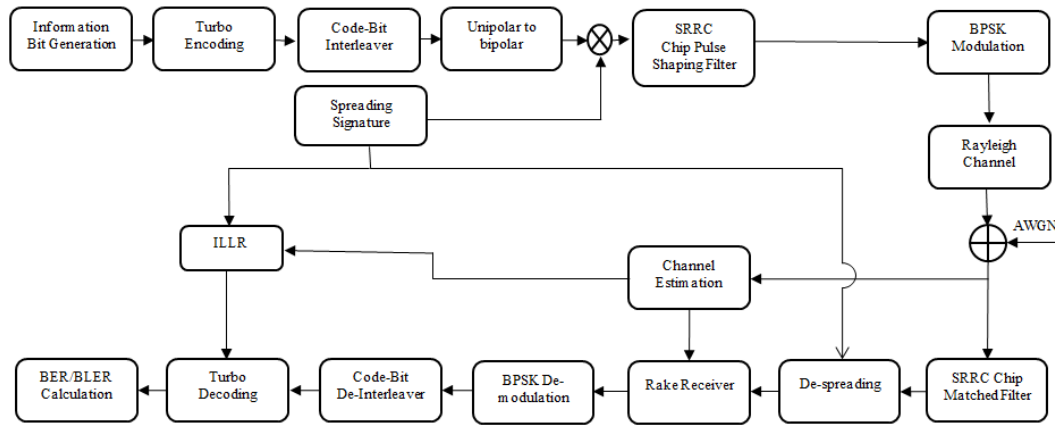 Information
Bit Generation
Turbo
Encoding
Code-Bit
Interleaver
Unipolar to
bipolar
SRRC
Chip Pulse
Shaping Filter
BPSK
Modulation
Spreading
Signature
Rayleigh
Channel
AWGN
ILLR
Channel
Estimation
BER/BLER
Calculation
Turbo
Decoding
Code-Bit
De-Interleaver
BPSK De-
modulation
Rake Receiver
De-spreading
SRRC Chip
Matched Filter